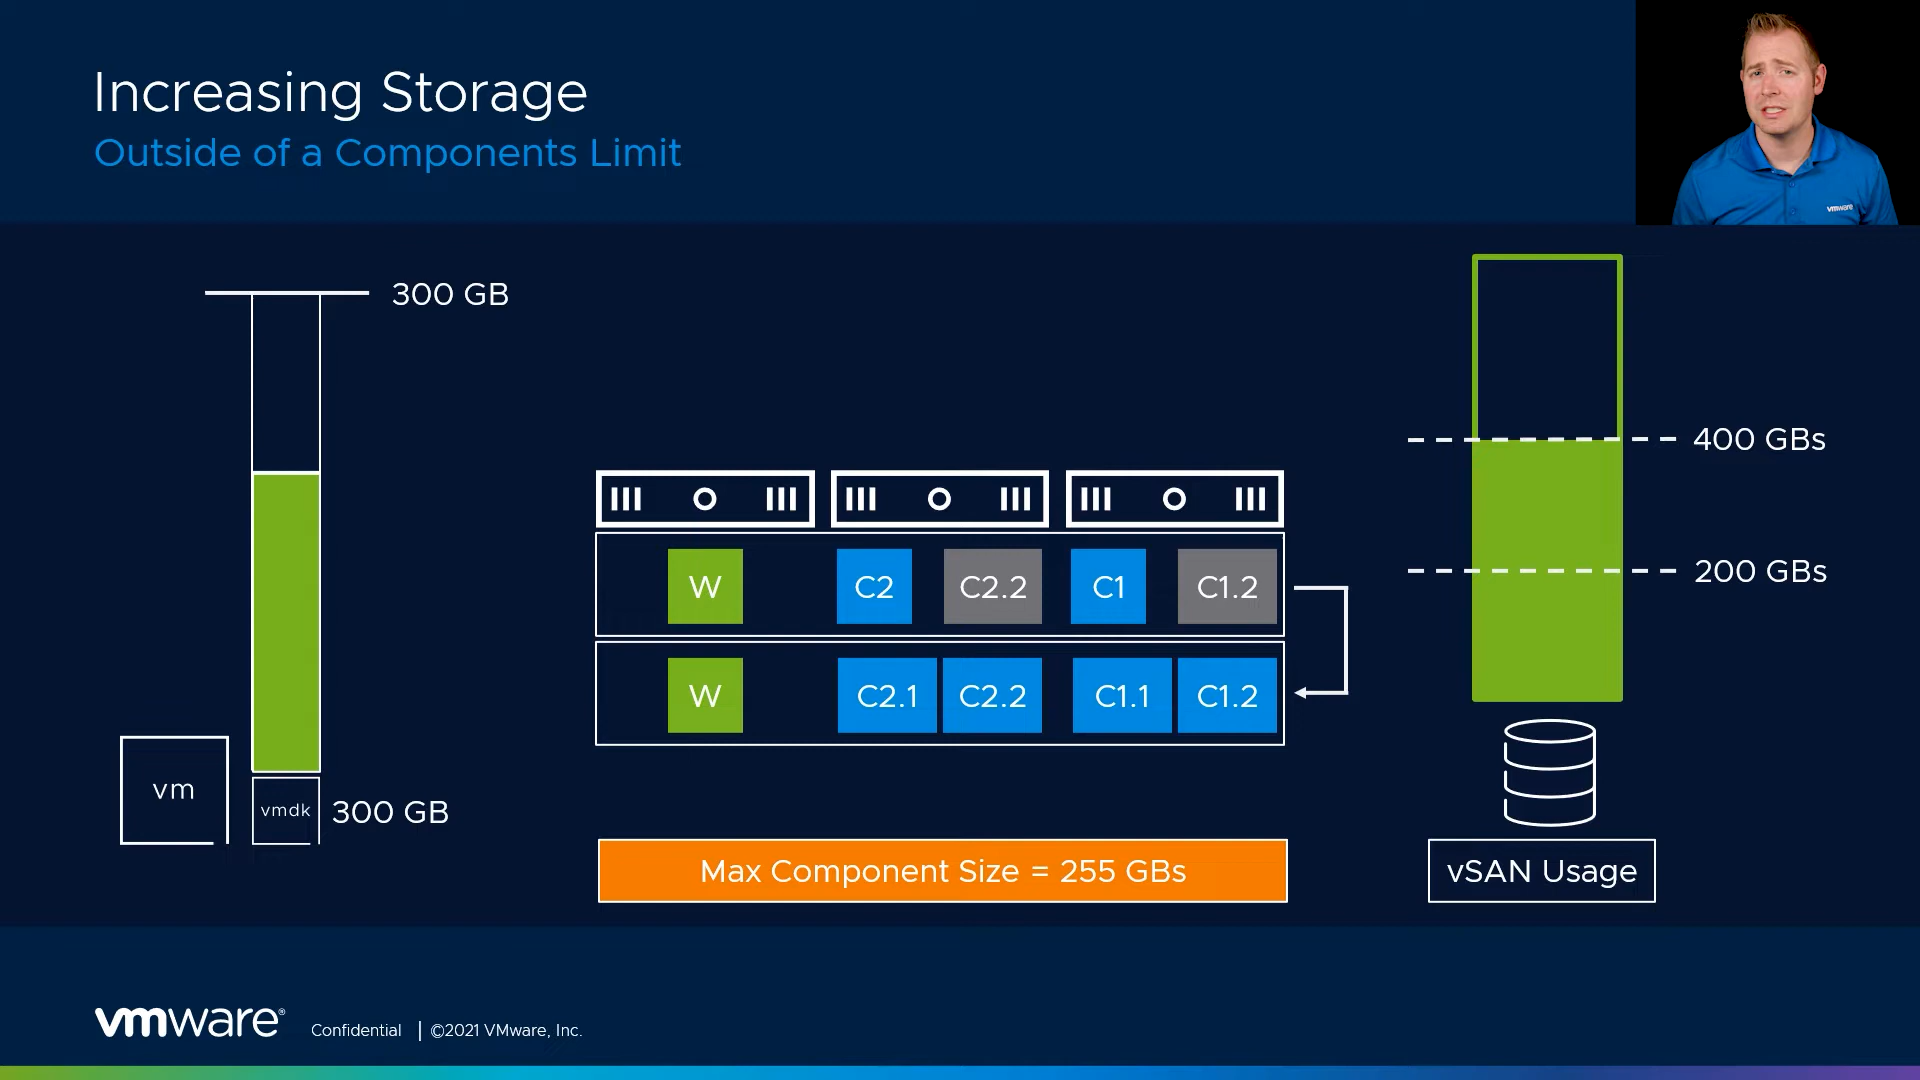 Increasing Storage
Outside of a Components Limit
vmware
300 GB
400 GBs
200 GBs
W C2 C2.2 C1 C1.2
W C2.1 C2.2 C1.1 C1.2
vm
vmdk
300 GB
Max Component Size = 255 GBs
vSAN Usage
vmware®
Confidential | ©2021 VMware, Inc.